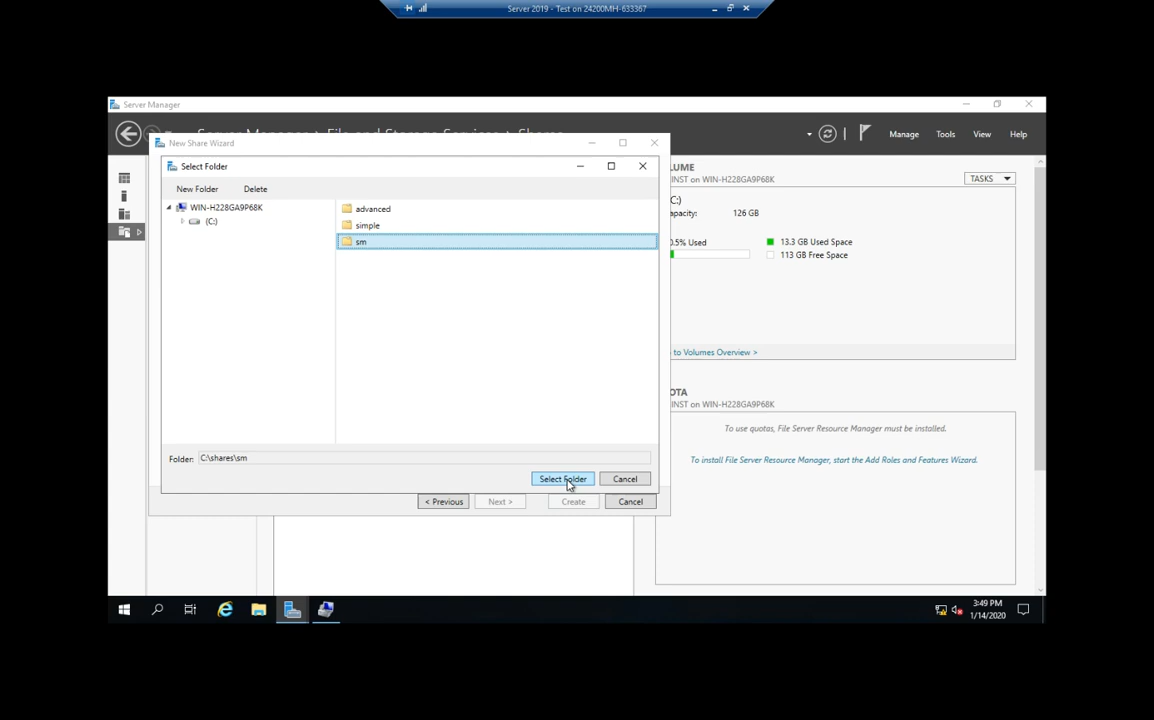 Server 2019 - Test on 24200MH-633367
Server Manager
Manage
Tools
View
Help
New Share Wizard
Select Folder
New Folder
Delete
WIN-H228GA9P68K
(C:)
advanced
simple
sm
Folder: C:\shares\sm
Select Folder
Cancel
< Previous
Next >
Create
Cancel
LUME
INST on WIN-H228GA9P68K
TASKS
C:)
apacity: 126 GB
0.5% Used
13.3 GB Used Space
113 GB Free Space
to Volumes Overview >
OTA
INST on WIN-H228GA9P68K
To use quotas, File Server Resource Manager must be installed.
To install File Server Resource Manager, start the Add Roles and Features Wizard.
3:49 PM
1/14/2020